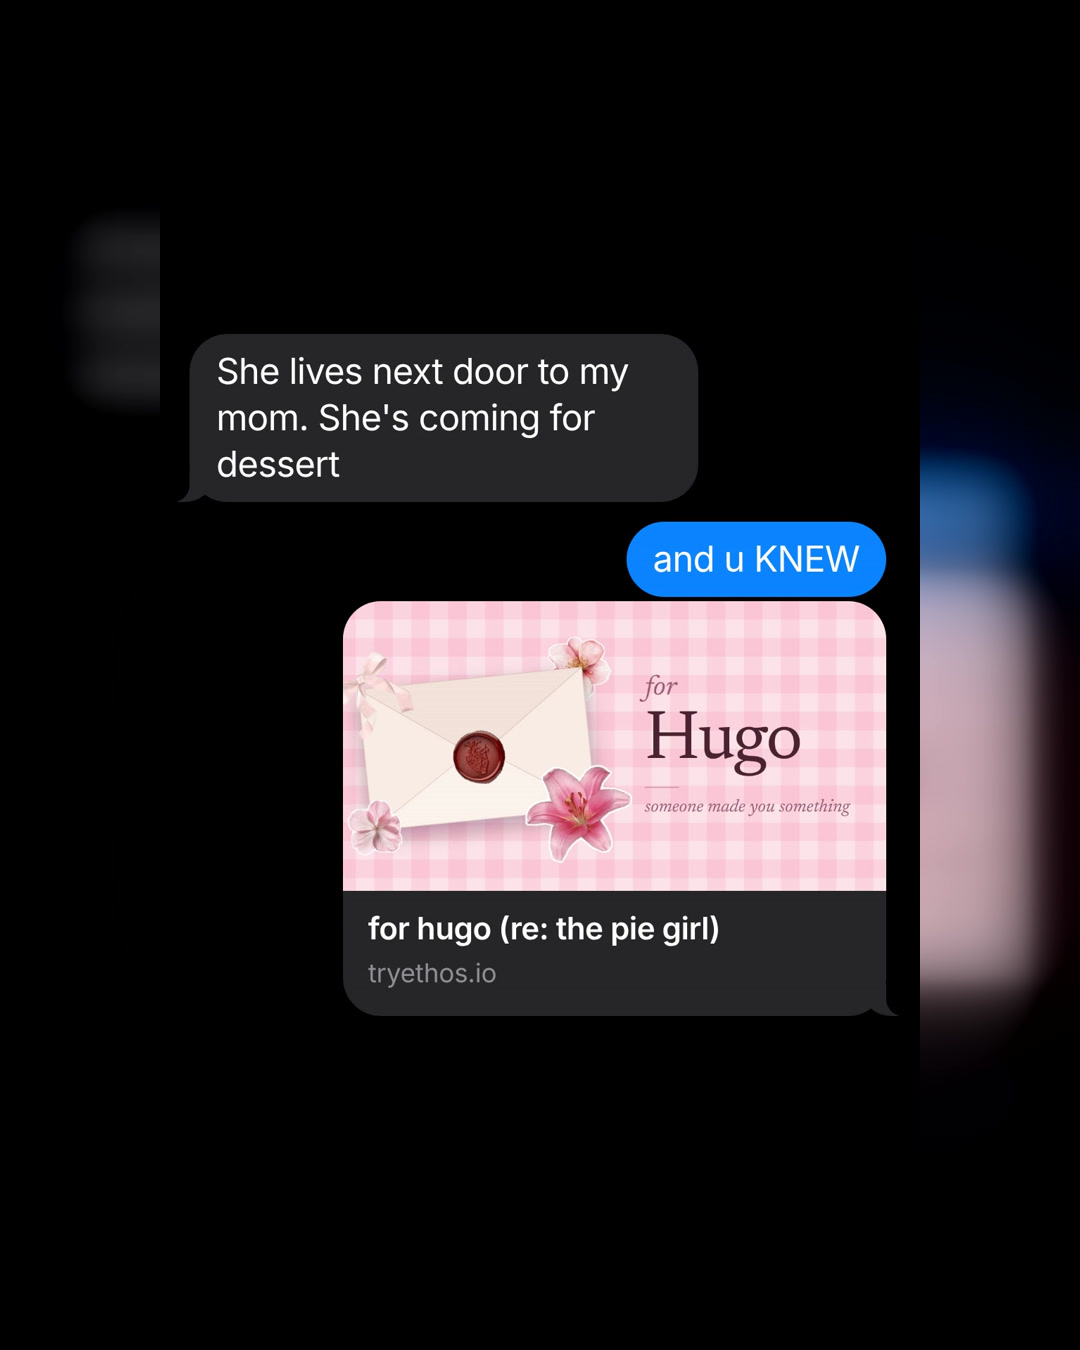 She lives next door to my
mom. She's coming for
dessert
and u KNEW
for
Hugo
someone made you something
for hugo (re: the pie girl)
tryethos.io